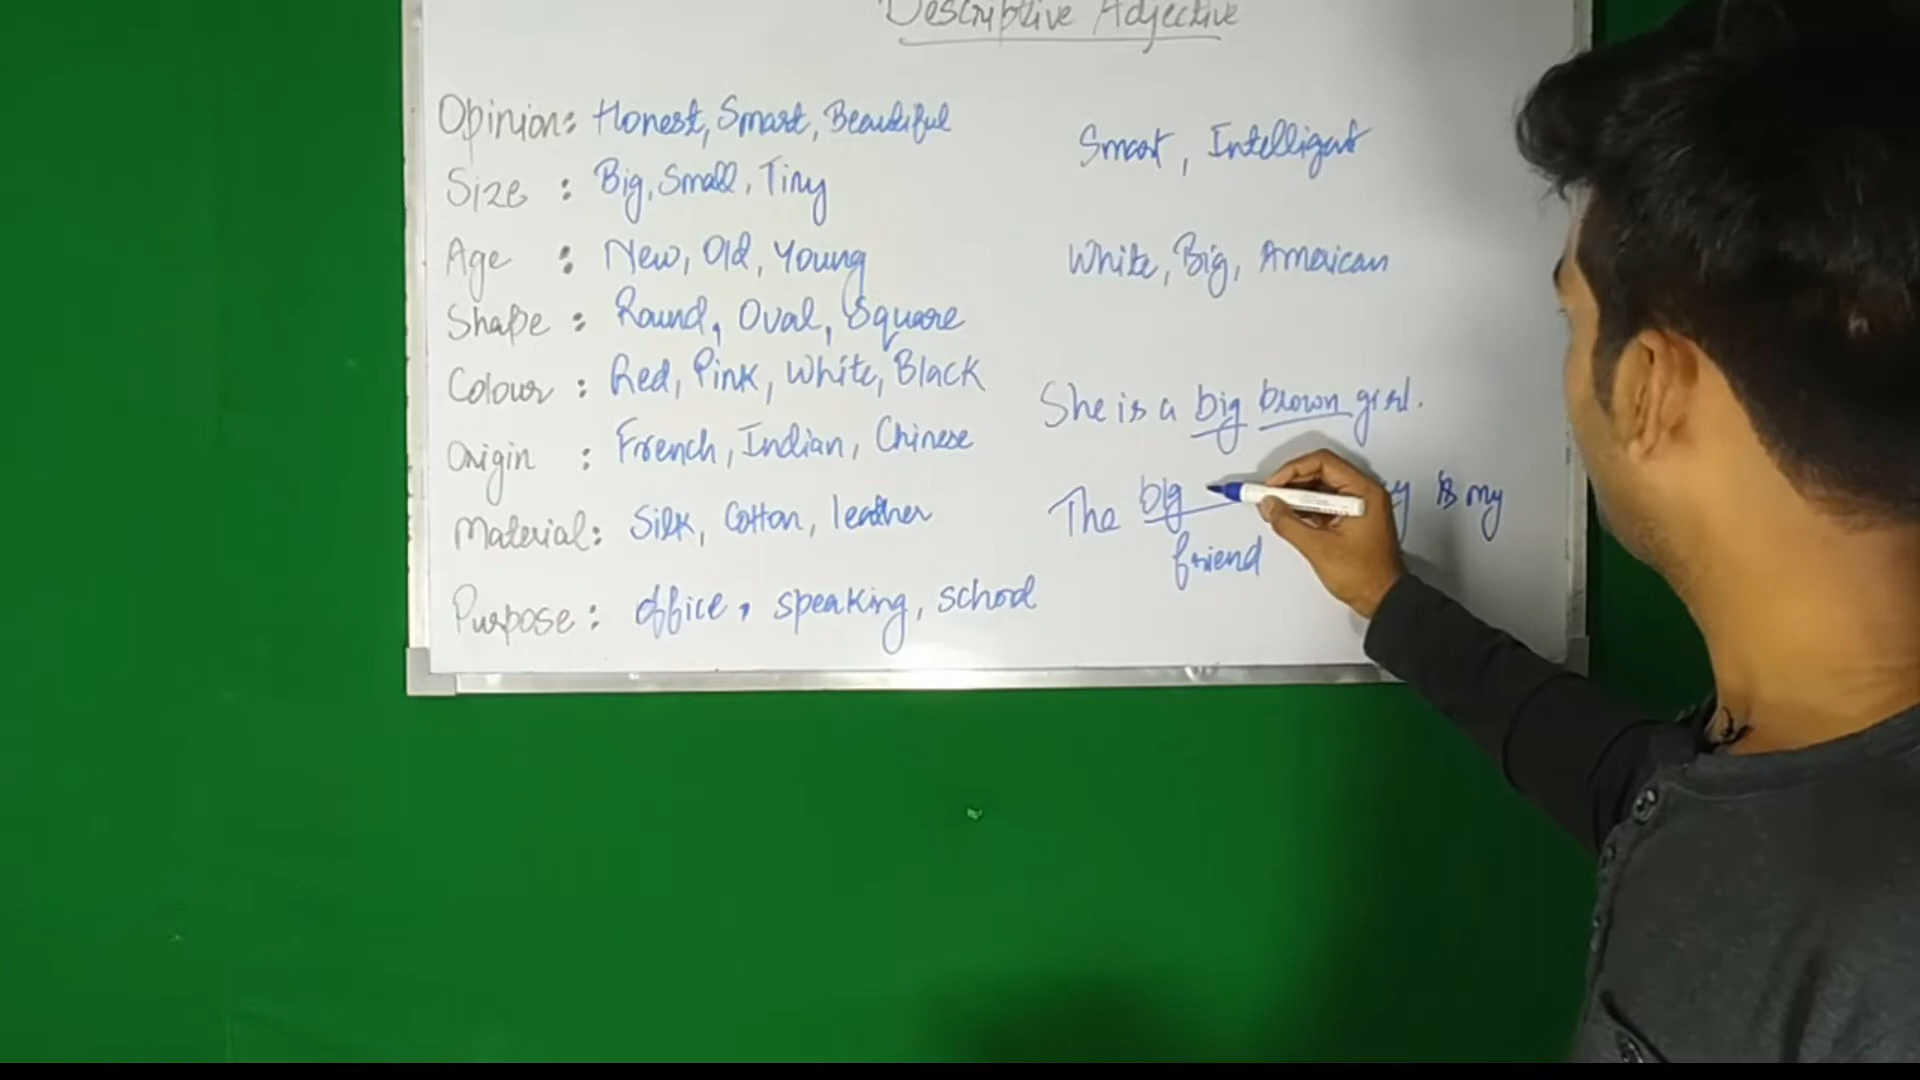 Descriptive Adjective
Opinion: Honest, Smart, Beautiful
Size : Big, Small, Tiny
Age : New, Old, Young
Shape : Round, Oval, Square
Colour : Red, Pink, White, Black
Origin : French, Indian, Chinese
Material: Silk, Cotton, leather
Purpose: office, speaking, school
Smart, Intelligent
White, Big, American
She is a big brown girl.
The big is my
friend